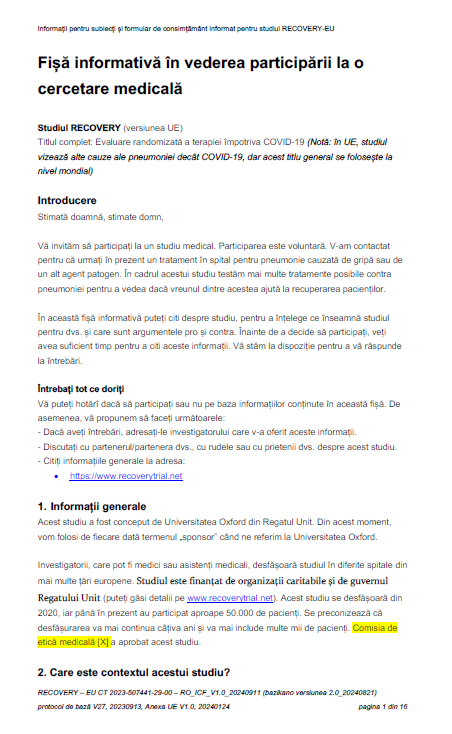 Informații pentru subiecți și formular de consimțământ informat pentru studiul RECOVERY-EU
Fișă informativă în vederea participării la o
cercetare medicală
Studiul RECOVERY (versiunea UE)
Titlul complet: Evaluare randomizată a terapiei împotriva COVID-19 (Notă: în UE, studiul
vizează alte cauze ale pneumoniei decât COVID-19, dar acest titlu general se folosește la
nivel mondial)
Introducere
Stimată doamnă, stimate domn,
Vă invităm să participați la un studiu medical. Participarea este voluntară. V-am contactat
pentru că urmați în prezent un tratament în spital pentru pneumonie cauzată de gripă sau de
un alt agent patogen. În cadrul acestui studiu testăm mai multe tratamente posibile contra
pneumoniei pentru a vedea dacă vreunul dintre acestea ajută la recuperarea pacienților.
În această fișă informativă puteți citi despre studiu, pentru a înțelege ce înseamnă studiul
pentru dvs. și care sunt argumentele pro și contra. Înainte de a decide să participați, veți
avea suficient timp pentru a citi aceste informații. Vă stăm la dispoziție pentru a vă răspunde
la întrebări.
Întrebați tot ce doriți
Vă puteți hotărî dacă să participați sau nu pe baza informațiilor conținute în această fișă. De
asemenea, vă propunem să faceți următoarele:
- Dacă aveți întrebări, adresați-le investigatorului care v-a oferit aceste informații.
- Discutați cu partenerul/partenera dvs., cu rudele sau cu prietenii dvs. despre acest studiu.
- Citiți informațiile generale la adresa:
• https://www.recoverytrial.net
1. Informații generale
Acest studiu a fost conceput de Universitatea Oxford din Regatul Unit. Din acest moment,
vom folosi de fiecare dată termenul „sponsor” când ne referim la Universitatea Oxford.
Investigatorii, care pot fi medici sau asistenți medicali, desfășoară studiul în diferite spitale din
mai multe țări europene. Studiul este finanțat de organizații caritabile și de guvernul
Regatului Unit (puteți găsi detalii pe www.recoverytrial.net). Acest studiu se desfășoară din
2020, iar până în prezent au participat aproape 50.000 de pacienți. Se preconizează că
desfășurarea va mai continua câțiva ani și va mai include multe mii de pacienți. Comisia de
etică medicală [X] a aprobat acest studiu.
2. Care este contextul acestui studiu?
RECOVERY – EU CT 2023-507441-29-00 – RO_ICF_V1.0_20240911 (bazikano versiunea 2.0_20240821)
protocol de bază V27, 20230913, Anexa UE V1.0, 20240124 pagina 1 din 16